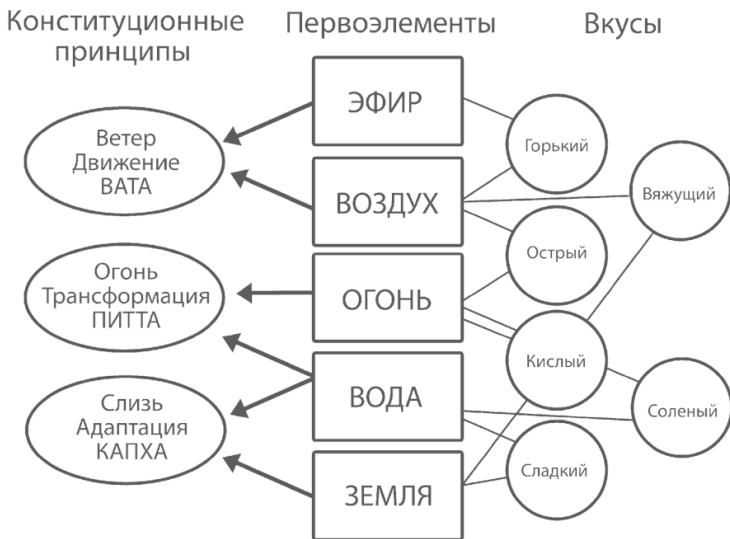 Конституционные
принципы
Первоэлементы
Вкусы
Ветер
Движение
ВАТА
Огонь
Трансформация
ПИТТА
Слизь
Адаптация
КАПХА
ЭФИР
ВОЗДУХ
ОГОНЬ
ВОДА
ЗЕМЛЯ
Горький
Острый
Кислый
Сладкий
Вяжущий
Соленый